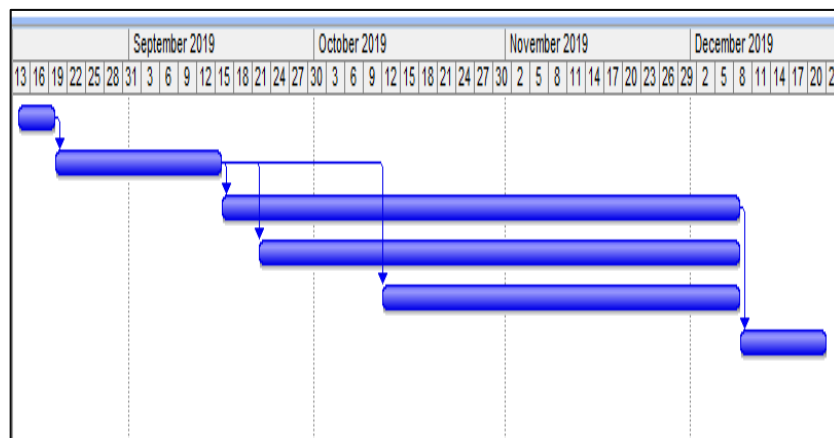 September 2019 October 2019 November 2019 December 2019
13 16 19 22 25 28 31 3 6 9 12 15 18 21 24 27 30 3 6 9 12 15 18 21 24 27 30 2 5 8 11 14 17 20 23 26 29 2 5 8 11 14 17 20 2